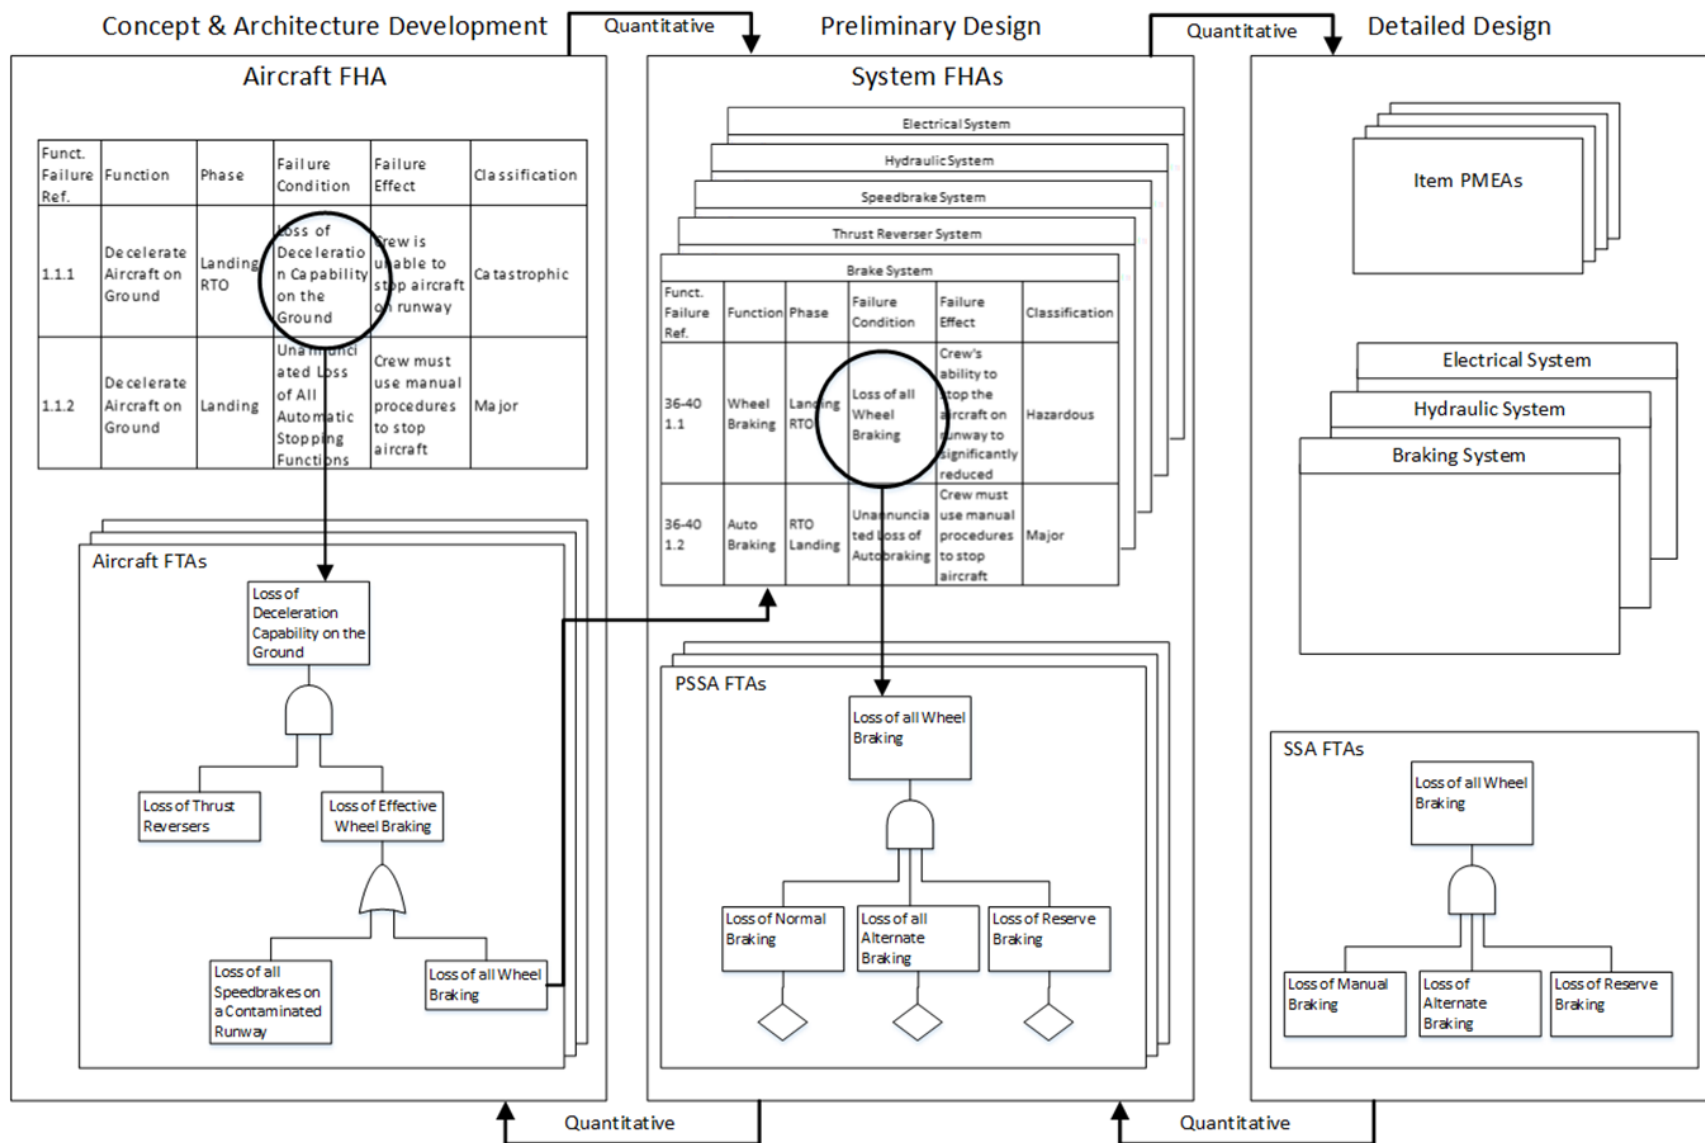 Concept & Architecture Development
Quantitative
Preliminary Design
Quantitative
Detailed Design
Aircraft FHA
Funct.
Failure
Ref.
Function
Phase
Failure
Condition
Failure
Effect
Classification
1.1.1
Decelerate
Aircraft on
Ground
Landing
RTO
Loss of
Deceleratio
n Capability
on the
Ground
Crew is
unable to
stop aircraft
on runway
Catastrophic
1.1.2
Decelerate
Aircraft on
Ground
Landing
Unannunci
ated Loss
of All
Automatic
Stopping
Functions
Crew must
use manual
procedures
to stop
aircraft
Major
Aircraft FTAs
Loss of
Deceleration
Capability on the
Ground
Loss of Thrust
Reversers
Loss of Effective
Wheel Braking
Loss of all
Speedbrakes on
a Contaminated
Runway
Loss of all Wheel
Braking
System FHAs
Electrical System
Hydraulic System
Speedbrake System
Thrust Reverser System
Brake System
Funct.
Failure
Ref.
Function
Phase
Failure
Condition
Failure
Effect
Classification
36-40
1.1
Wheel
Braking
Landing
RTO
Loss of all
Wheel
Braking
Crew's
ability to
stop the
aircraft on
runway to
significantly
reduced
Hazardous
36-40
1.2
Auto
Braking
RTO
Landing
Unannuncia
ted Loss of
Autobraking
Crew must
use manual
procedures
to stop
aircraft
Major
PSSA FTAs
Loss of all Wheel
Braking
Loss of Normal
Braking
Loss of all
Alternate
Braking
Loss of Reserve
Braking
Item PMEAs
Electrical System
Hydraulic System
Braking System
SSA FTAs
Loss of all Wheel
Braking
Loss of Manual
Braking
Loss of
Alternate
Braking
Loss of Reserve
Braking
Quantitative
Quantitative